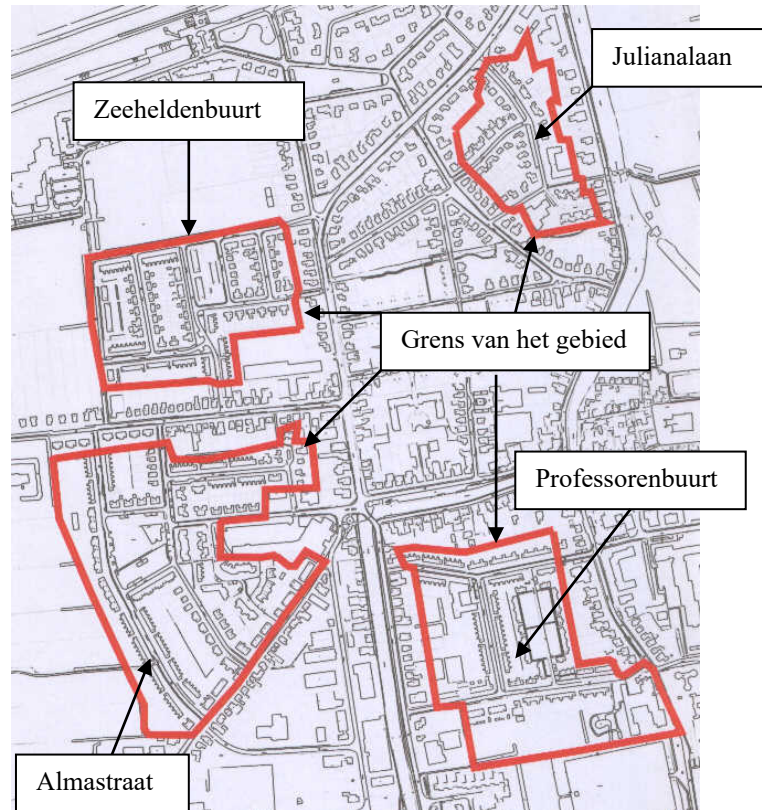 Julianalaan
Zeeheldenbuurt
Grens van het gebied
Professorenbuurt
Almastraat